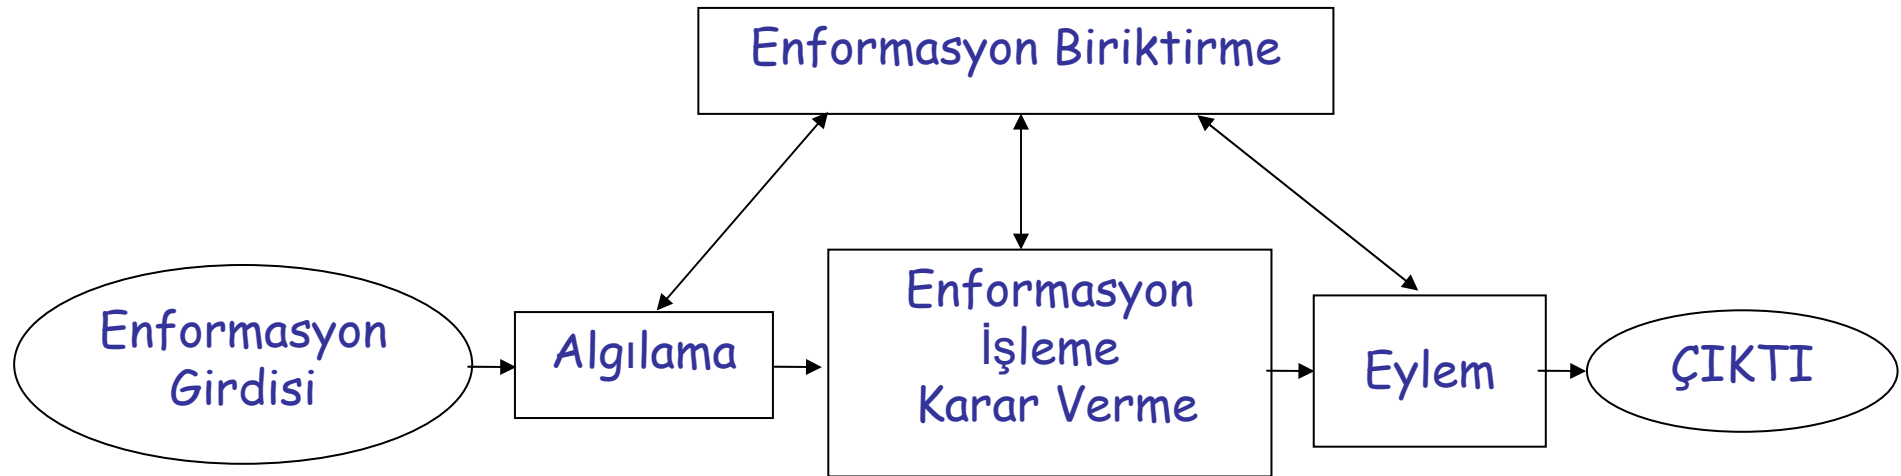 Enformasyon Biriktirme
Enformasyon
Girdisi
Algılama
Enformasyon
İşleme
Karar Verme
Eylem
ÇIKTI